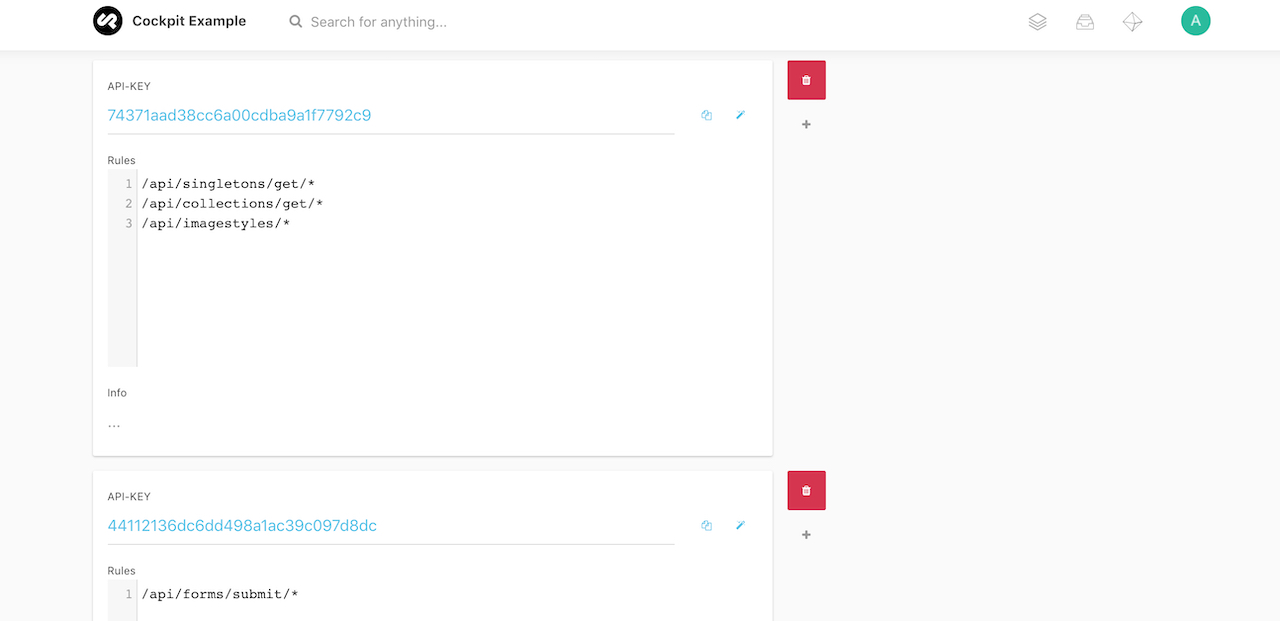 Cockpit Example
Search for anything...
A
API-KEY
74371aad38cc6a00cdba9a1f7792c9
Rules
1 /api/singletons/get/*
2 /api/collections/get/*
3 /api/imagestyles/*
Info
...
API-KEY
44112136dc6dd498a1ac39c097d8dc
Rules
1 /api/forms/submit/*